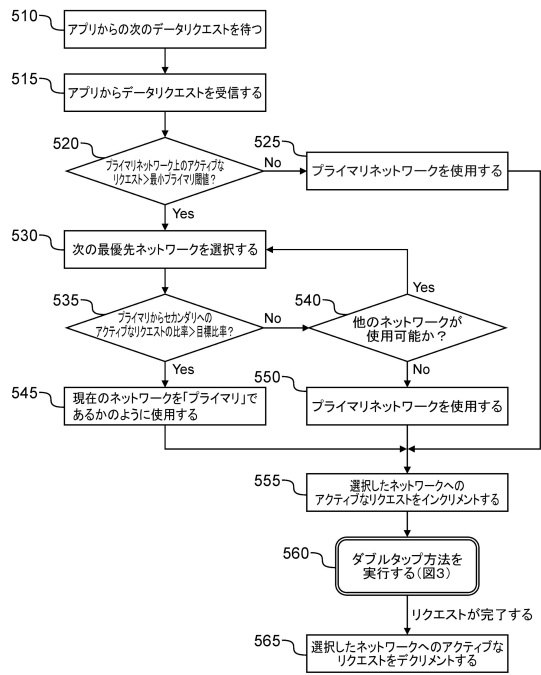 510
アプリからの次のデータリクエストを待つ
515
アプリからデータリクエストを受信する
520
プライマリネットワーク上のアクティブな
リクエスト>最小プライマリ閾値?
No
525
プライマリネットワークを使用する
Yes
530
次の最優先ネットワークを選択する
535
プライマリからセカンダリへの
アクティブなリクエストの比率>目標比率?
No
540
他のネットワークが
使用可能か?
Yes
Yes
No
545
現在のネットワークを「プライマリ」で
あるかのように使用する
550
プライマリネットワークを使用する
555
選択したネットワークへの
アクティブなリクエストをインクリメントする
560
ダブルタップ方法を
実行する(図3)
リクエストが完了する
565
選択したネットワークへのアクティブな
リクエストをデクリメントする